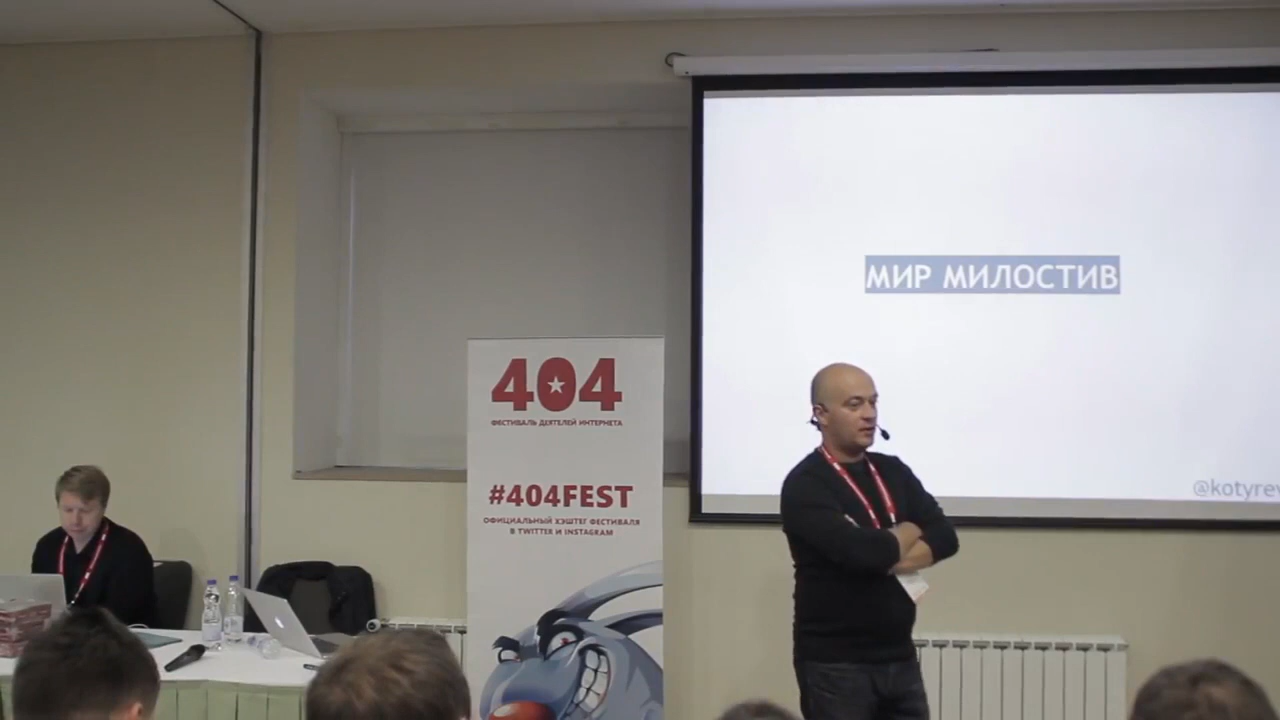 МИР МИЛОСТИВ
404
ФЕСТИВАЛЬ ДЕЯТЕЛЕЙ ИНТЕРНЕТА
#404FEST
ОФИЦИАЛЬНЫЙ ХЭШТЕГ ФЕСТИВАЛЯ
В TWITTER И INSTAGRAM
@kotyrev